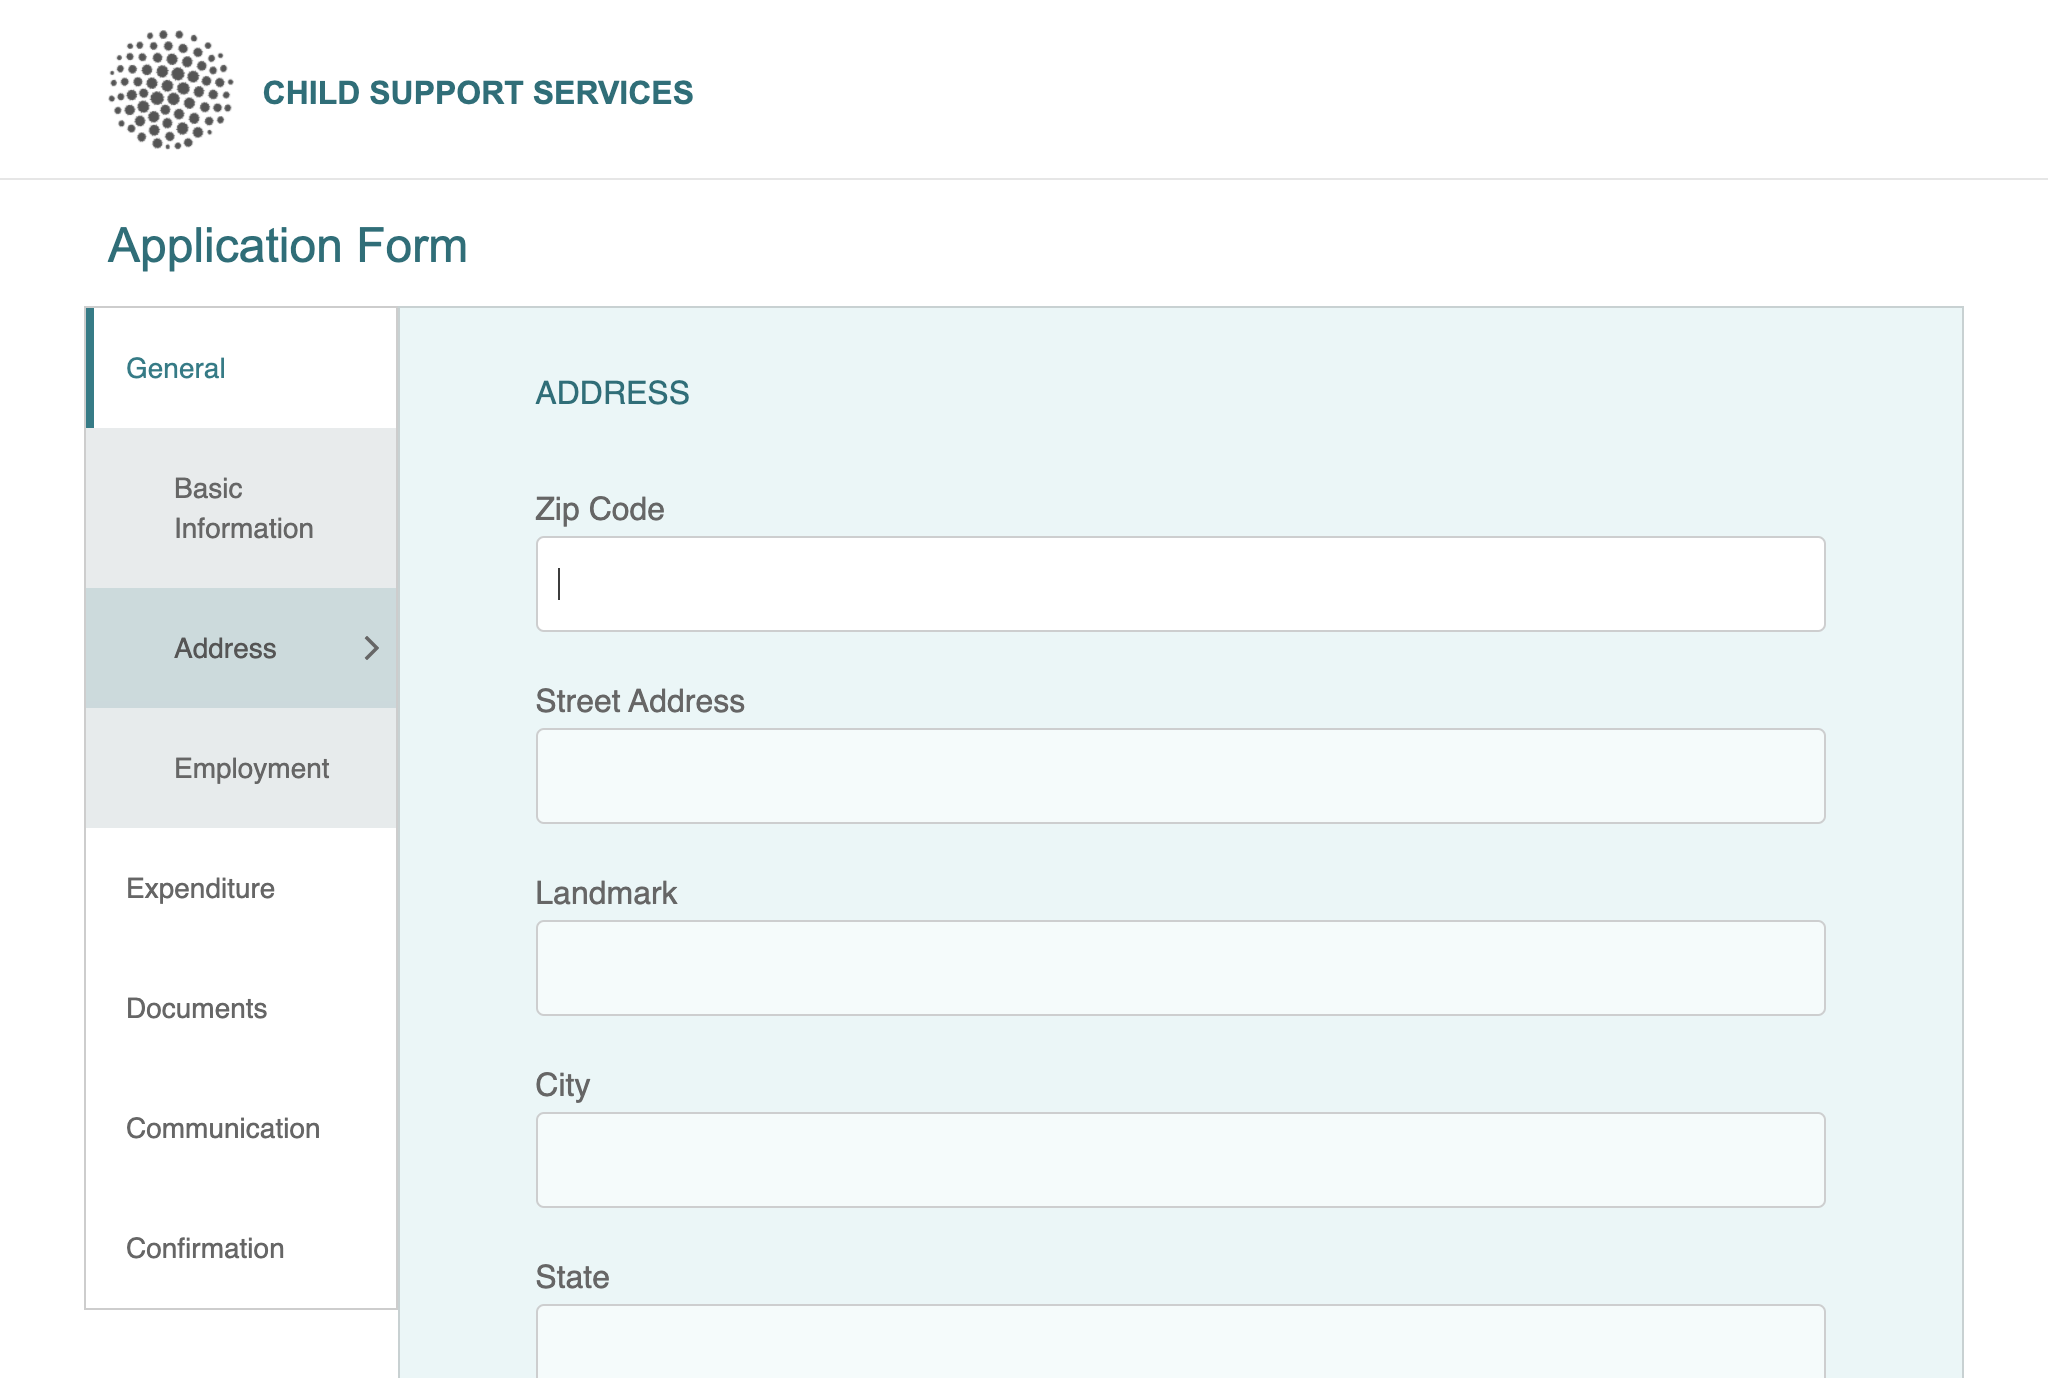 CHILD SUPPORT SERVICES
Application Form
General
Basic
Information
Address
Employment
Expenditure
Documents
Communication
Confirmation
ADDRESS
Zip Code
Street Address
Landmark
City
State